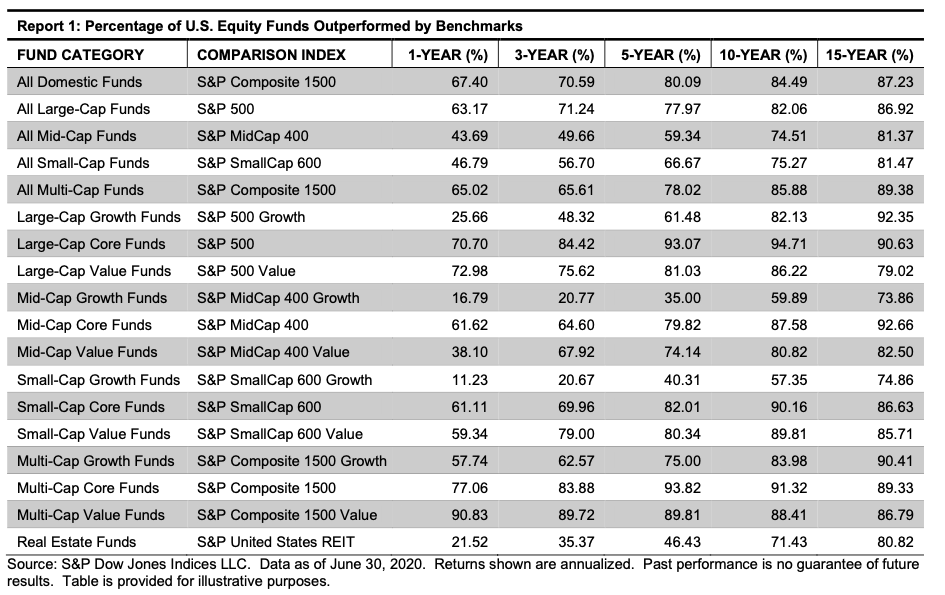 Report 1: Percentage of U.S. Equity Funds Outperformed by Benchmarks
FUND CATEGORY COMPARISON INDEX 1-YEAR (%) 3-YEAR (%) 5-YEAR (%) 10-YEAR (%) 15-YEAR (%)
All Domestic Funds S&P Composite 1500 67.40 70.59 80.09 84.49 87.23
All Large-Cap Funds S&P 500 63.17 71.24 77.97 82.06 86.92
All Mid-Cap Funds S&P MidCap 400 43.69 49.66 59.34 74.51 81.37
All Small-Cap Funds S&P SmallCap 600 46.79 56.70 66.67 75.27 81.47
All Multi-Cap Funds S&P Composite 1500 65.02 65.61 78.02 85.88 89.38
Large-Cap Growth Funds S&P 500 Growth 25.66 48.32 61.48 82.13 92.35
Large-Cap Core Funds S&P 500 70.70 84.42 93.07 94.71 90.63
Large-Cap Value Funds S&P 500 Value 72.98 75.62 81.03 86.22 79.02
Mid-Cap Growth Funds S&P MidCap 400 Growth 16.79 20.77 35.00 59.89 73.86
Mid-Cap Core Funds S&P MidCap 400 61.62 64.60 79.82 87.58 92.66
Mid-Cap Value Funds S&P MidCap 400 Value 38.10 67.92 74.14 80.82 82.50
Small-Cap Growth Funds S&P SmallCap 600 Growth 11.23 20.67 40.31 57.35 74.86
Small-Cap Core Funds S&P SmallCap 600 61.11 69.96 82.01 90.16 86.63
Small-Cap Value Funds S&P SmallCap 600 Value 59.34 79.00 80.34 89.81 85.71
Multi-Cap Growth Funds S&P Composite 1500 Growth 57.74 62.57 75.00 83.98 90.41
Multi-Cap Core Funds S&P Composite 1500 77.06 83.88 93.82 91.32 89.33
Multi-Cap Value Funds S&P Composite 1500 Value 90.83 89.72 89.81 88.41 86.79
Real Estate Funds S&P United States REIT 21.52 35.37 46.43 71.43 80.82
Source: S&P Dow Jones Indices LLC. Data as of June 30, 2020. Returns shown are annualized. Past performance is no guarantee of future
results. Table is provided for illustrative purposes.